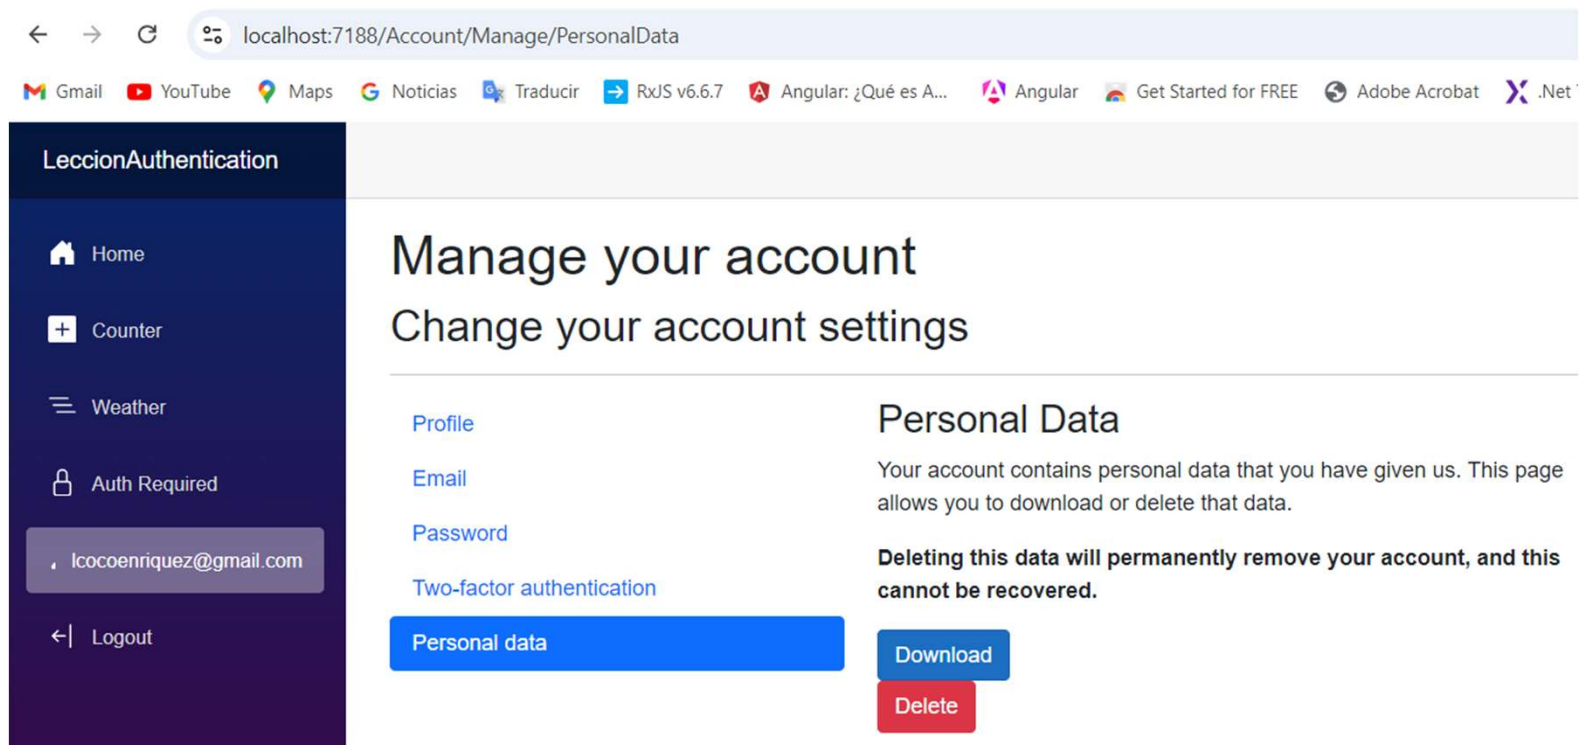 localhost:7188/Account/Manage/PersonalData
Gmail YouTube Maps Noticias Traducir RxJS v6.6.7 Angular: ¿Qué es A... Angular Get Started for FREE Adobe Acrobat .Net
LeccionAuthentication
Home
Counter
Weather
Auth Required
lcocoenriquez@gmail.com
Logout
Manage your account
Change your account settings
Profile
Email
Password
Two-factor authentication
Personal data
Personal Data
Your account contains personal data that you have given us. This page
allows you to download or delete that data.
Deleting this data will permanently remove your account, and this
cannot be recovered.
Download
Delete